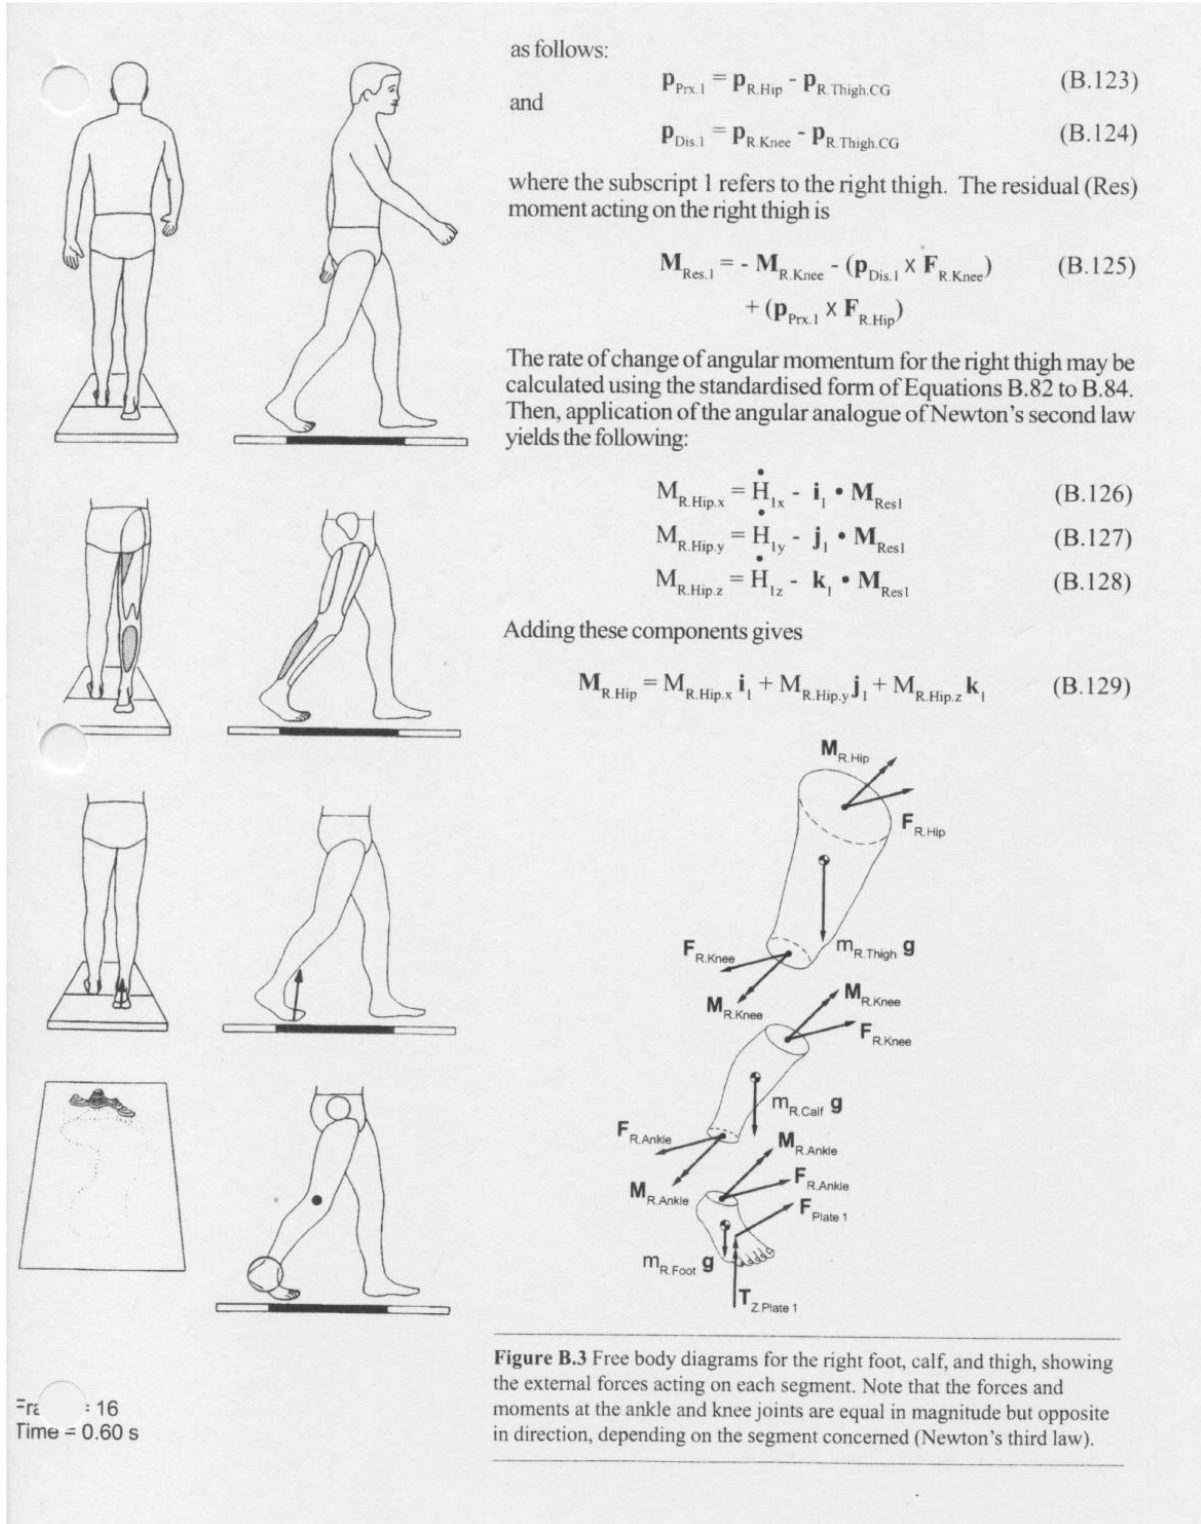 as follows:
p_Prx.1 = p_R.Hip - p_R.Thigh.CG (B.123)
and
p_Dis.1 = p_R.Knee - p_R.Thigh.CG (B.124)
where the subscript 1 refers to the right thigh. The residual (Res)
moment acting on the right thigh is
M_Res.1 = - M_R.Knee - (p_Dis.1 x F_R.Knee) (B.125)
+ (p_Prx.1 x F_R.Hip)
The rate of change of angular momentum for the right thigh may be
calculated using the standardised form of Equations B.82 to B.84.
Then, application of the angular analogue of Newton's second law
yields the following:
M_R.Hip.x = Ḣ_1x - i_1 • M_Res1 (B.126)
M_R.Hip.y = Ḣ_1y - j_1 • M_Res1 (B.127)
M_R.Hip.z = Ḣ_1z - k_1 • M_Res1 (B.128)
Adding these components gives
M_R.Hip = M_R.Hip.x i_1 + M_R.Hip.y j_1 + M_R.Hip.z k_1 (B.129)
M_R.Hip
F_R.Hip
m_R.Thigh g
F_R.Knee
M_R.Knee
M_R.Knee
F_R.Knee
m_R.Calf g
F_R.Ankle
M_R.Ankle
M_R.Ankle
F_R.Ankle
F_Plate 1
m_R.Foot g
T_Z.Plate 1
Figure B.3 Free body diagrams for the right foot, calf, and thigh, showing
the external forces acting on each segment. Note that the forces and
moments at the ankle and knee joints are equal in magnitude but opposite
in direction, depending on the segment concerned (Newton's third law).
= 16
Time = 0.60 s